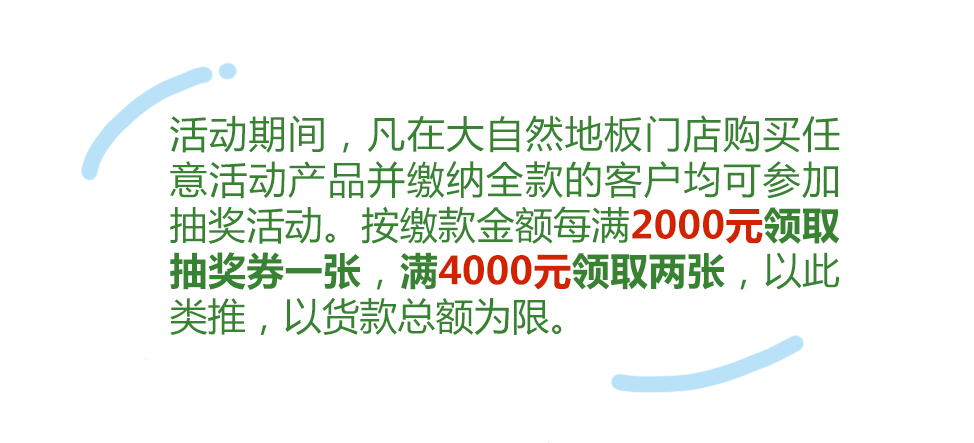 活动期间，凡在大自然地板门店购买任
意活动产品并缴纳全款的客户均可参加
抽奖活动。按缴款金额每满2000元领取
抽奖券一张，满4000元领取两张，以此
类推，以货款总额为限。